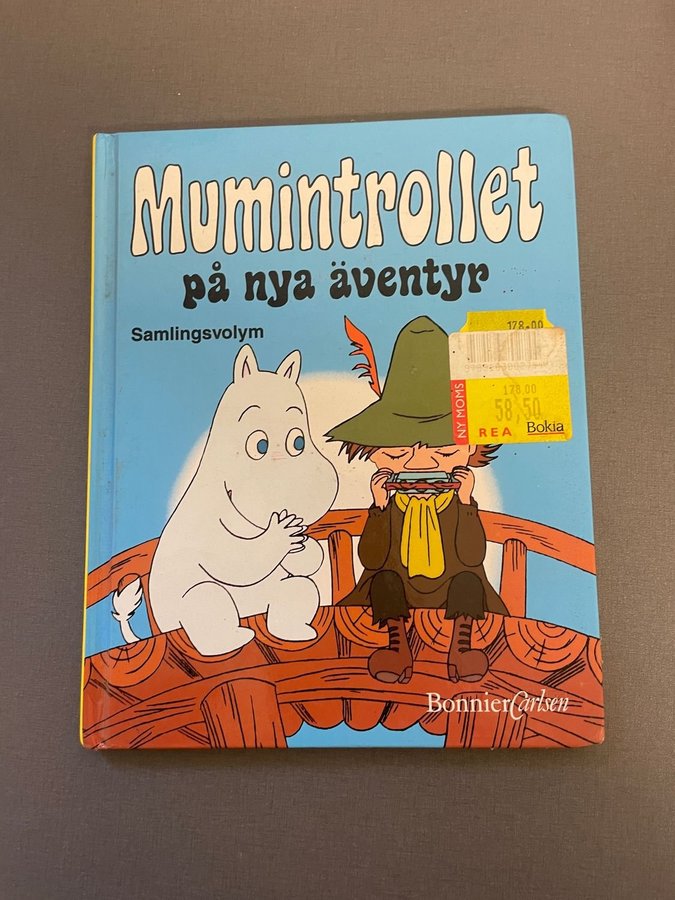 Mumintrollet
på nya äventyr
Samlingsvolym
178.00
NY MOMS
178.00
58,50
REA Bokia
BonnierCarlsen